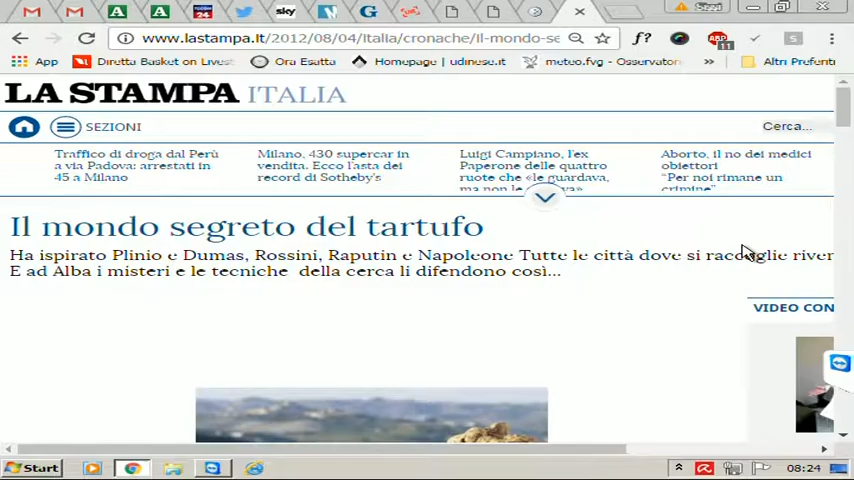 www.lastampa.it/2012/08/04/italia/cronache/il-mondo-se
App
Diretta Basket on Livest
Ora Esatta
Homepage | udinese.it
meteo.fvg - Osservator
»
Altri Preferiti
LA STAMPA ITALIA
SEZIONI
Cerca...
Traffico di droga dal Perù
a via Padova: arrestati in
45 a Milano
Milano, 430 supercar in
vendita. Ecco l'asta dei
record di Sotheby's
Luigi Campiano, l'ex
Paperone delle quattro
ruote che «le guardava,
ma non le
Aborto, il no dei medici
obiettori
"Per noi rimane un
crimine"
Il mondo segreto del tartufo
Ha ispirato Plinio e Dumas, Rossini, Raputin e Napoleone Tutte le città dove si raccoglie river
E ad Alba i misteri e le tecniche della cerca li difendono così...
VIDEO CON
Start
08:24